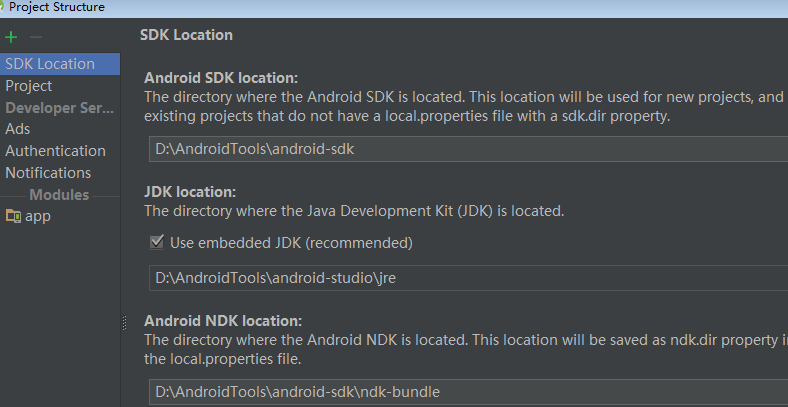 Project Structure
SDK Location
Project
Developer Ser...
Ads
Authentication
Notifications
Modules
app
SDK Location
Android SDK location:
The directory where the Android SDK is located. This location will be used for new projects, and
existing projects that do not have a local.properties file with a sdk.dir property.
D:\AndroidTools\android-sdk
JDK location:
The directory where the Java Development Kit (JDK) is located.
Use embedded JDK (recommended)
D:\AndroidTools\android-studio\jre
Android NDK location:
The directory where the Android NDK is located. This location will be saved as ndk.dir property i
the local.properties file.
D:\AndroidTools\android-sdk\ndk-bundle